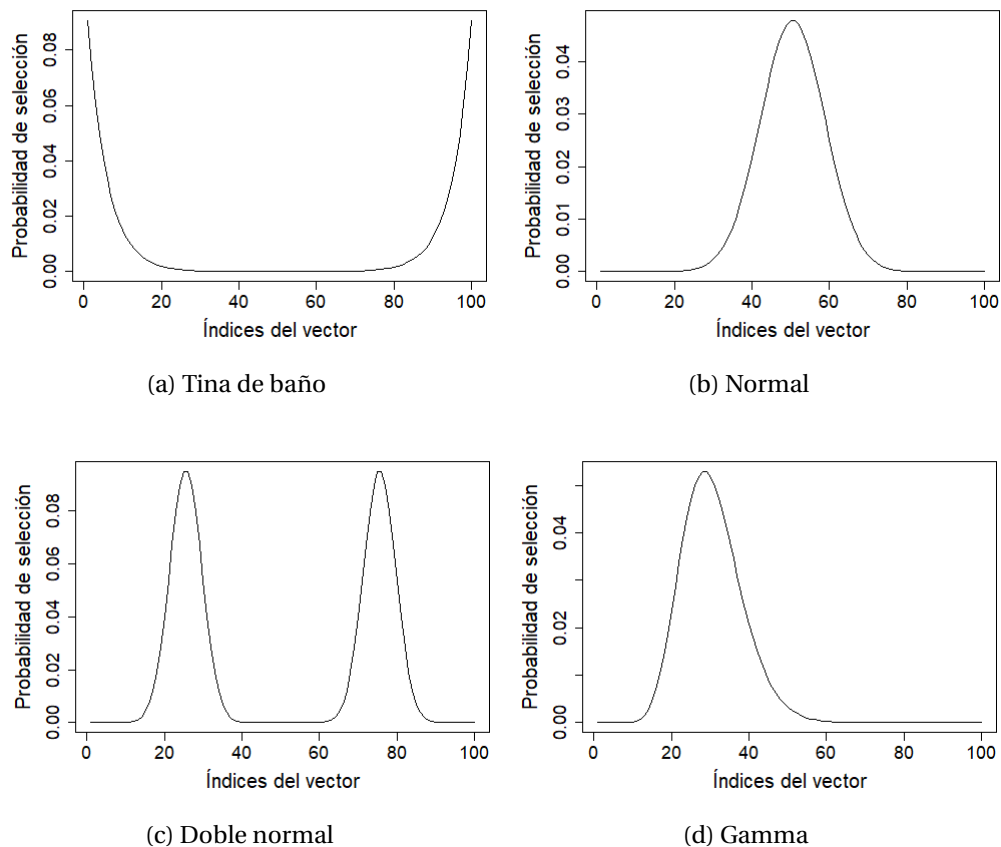 Probabilidad de selección
0.00 0.02 0.04 0.06 0.08
0 20 40 60 80 100
Índices del vector
(a) Tina de baño
Probabilidad de selección
0.00 0.01 0.02 0.03 0.04
0 20 40 60 80 100
Índices del vector
(b) Normal
Probabilidad de selección
0.00 0.02 0.04 0.06 0.08
0 20 40 60 80 100
Índices del vector
(c) Doble normal
Probabilidad de selección
0.00 0.02 0.04
0 20 40 60 80 100
Índices del vector
(d) Gamma